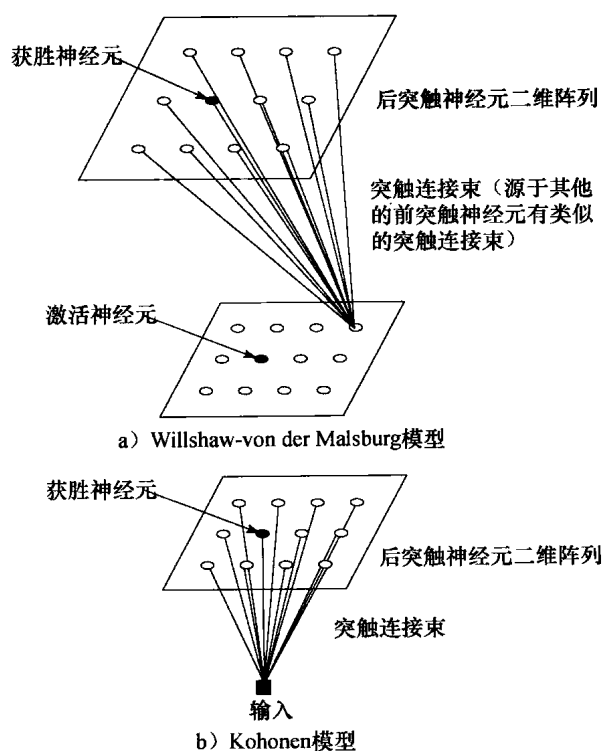 获胜神经元
后突触神经元二维阵列
突触连接束（源于其他
的前突触神经元有类似
的突触连接束）
激活神经元
a）Willshaw-von der Malsburg模型
获胜神经元
后突触神经元二维阵列
突触连接束
输入
b）Kohonen模型